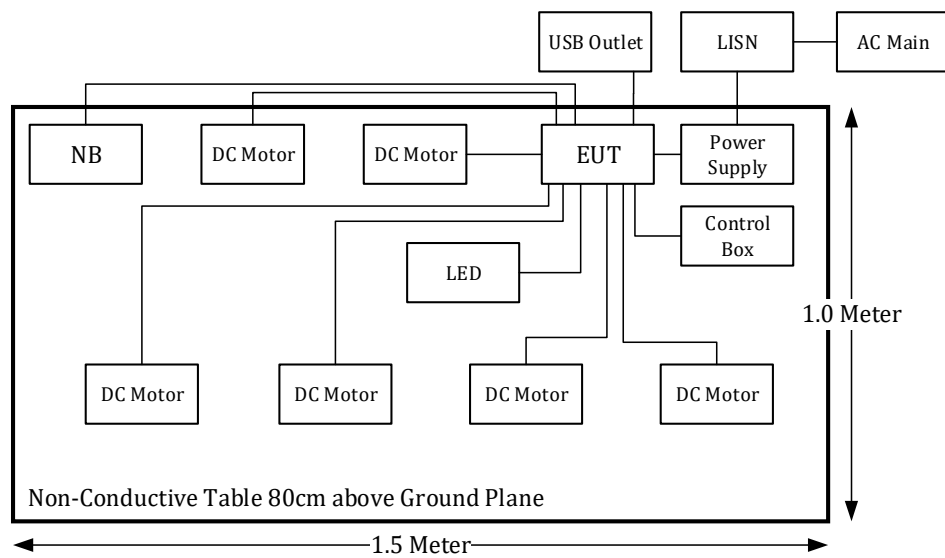 USB Outlet
LISN
AC Main
NB
DC Motor
DC Motor
EUT
Power
Supply
Control
Box
LED
1.0 Meter
DC Motor
DC Motor
DC Motor
DC Motor
Non-Conductive Table 80cm above Ground Plane
1.5 Meter